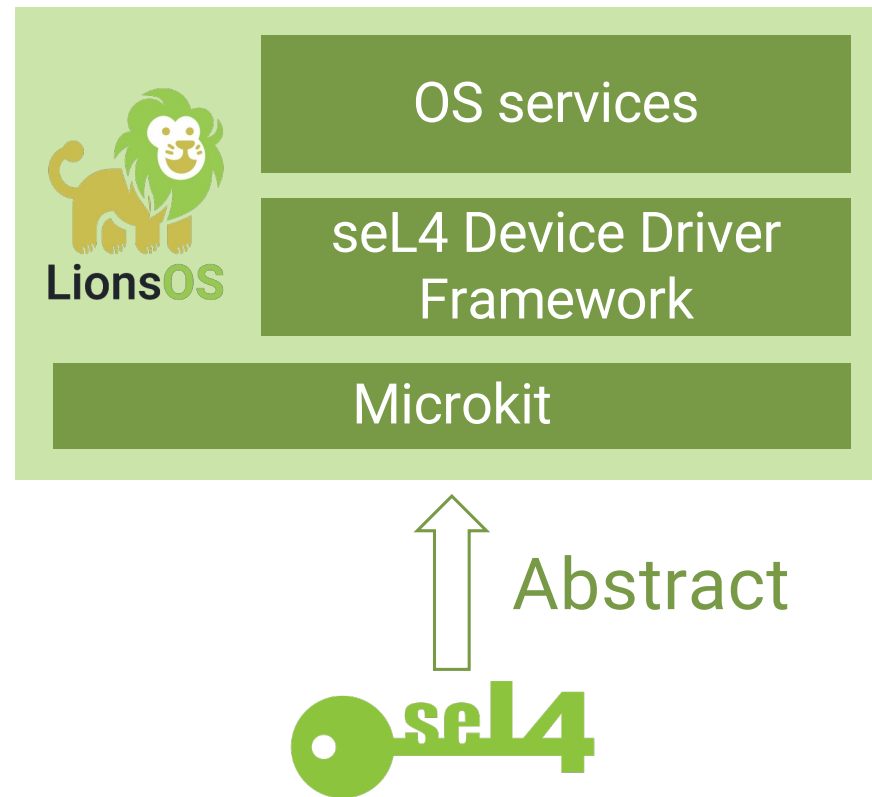 OS services
LionsOS
seL4 Device Driver
Framework
Microkit
Abstract
seL4